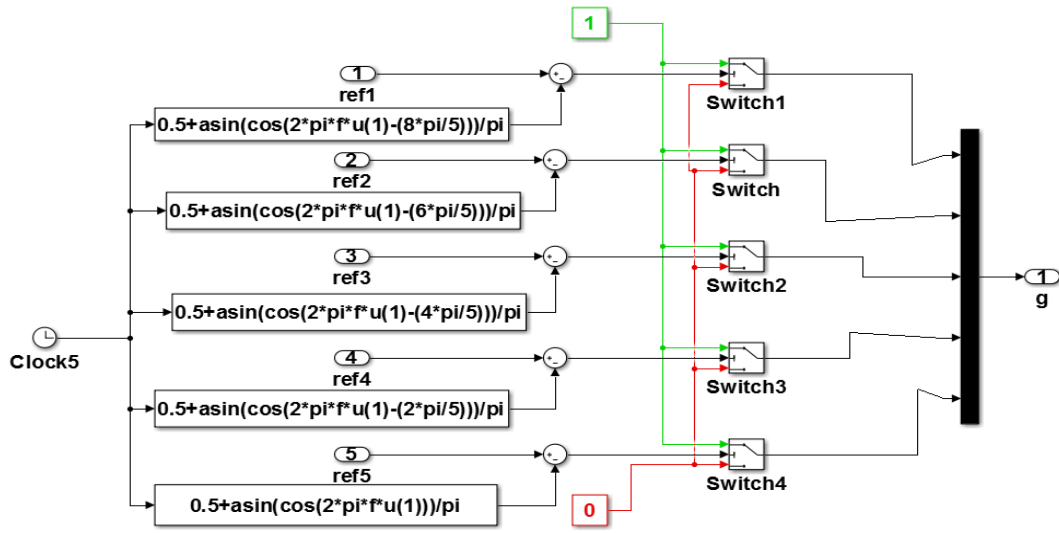 1
1
ref1
+
-
Switch1
0.5+asin(cos(2*pi*f*u(1)-(8*pi/5)))/pi
2
ref2
+
-
Switch
0.5+asin(cos(2*pi*f*u(1)-(6*pi/5)))/pi
3
ref3
+
-
Switch2
1
g
0.5+asin(cos(2*pi*f*u(1)-(4*pi/5)))/pi
Clock5
4
ref4
+
-
Switch3
0.5+asin(cos(2*pi*f*u(1)-(2*pi/5)))/pi
5
ref5
+
-
Switch4
0.5+asin(cos(2*pi*f*u(1)))/pi
0